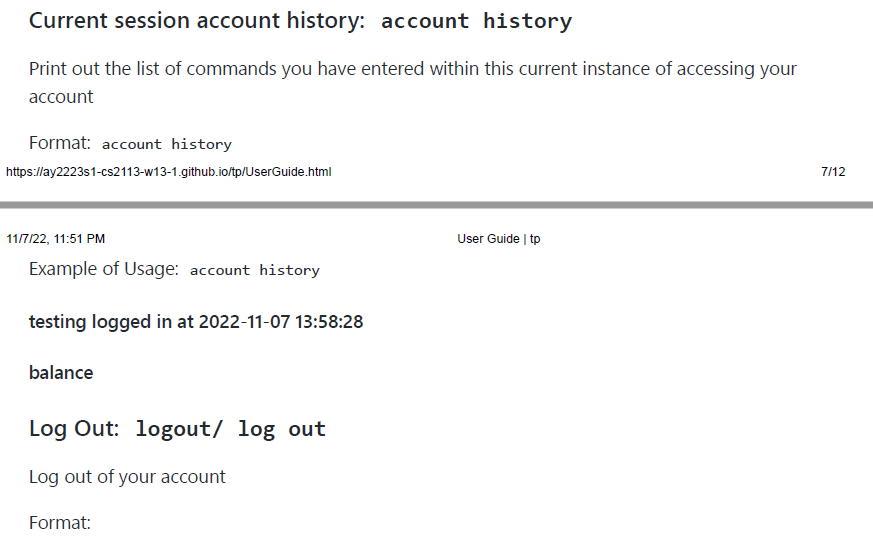 Current session account history: account history
Print out the list of commands you have entered within this current instance of accessing your
account
Format: account history
https://ay2223s1-cs2113-w13-1.github.io/tp/UserGuide.html 7/12
11/7/22, 11:51 PM User Guide | tp
Example of Usage: account history
testing logged in at 2022-11-07 13:58:28
balance
Log Out: logout/ log out
Log out of your account
Format: